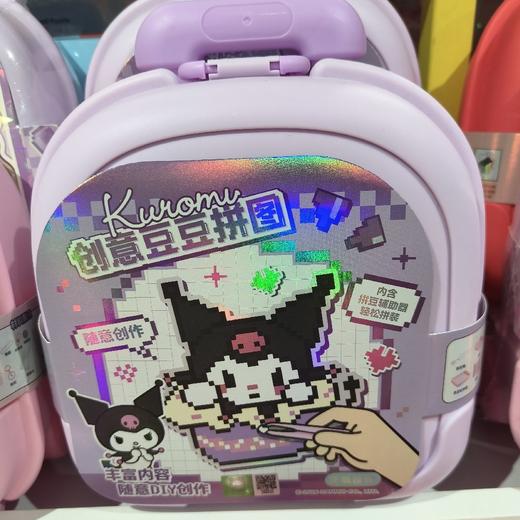 Kuromi
创意豆豆拼图
随意创作
内含
拼豆辅助器
轻松拼装
丰富内容
随意DIY创作